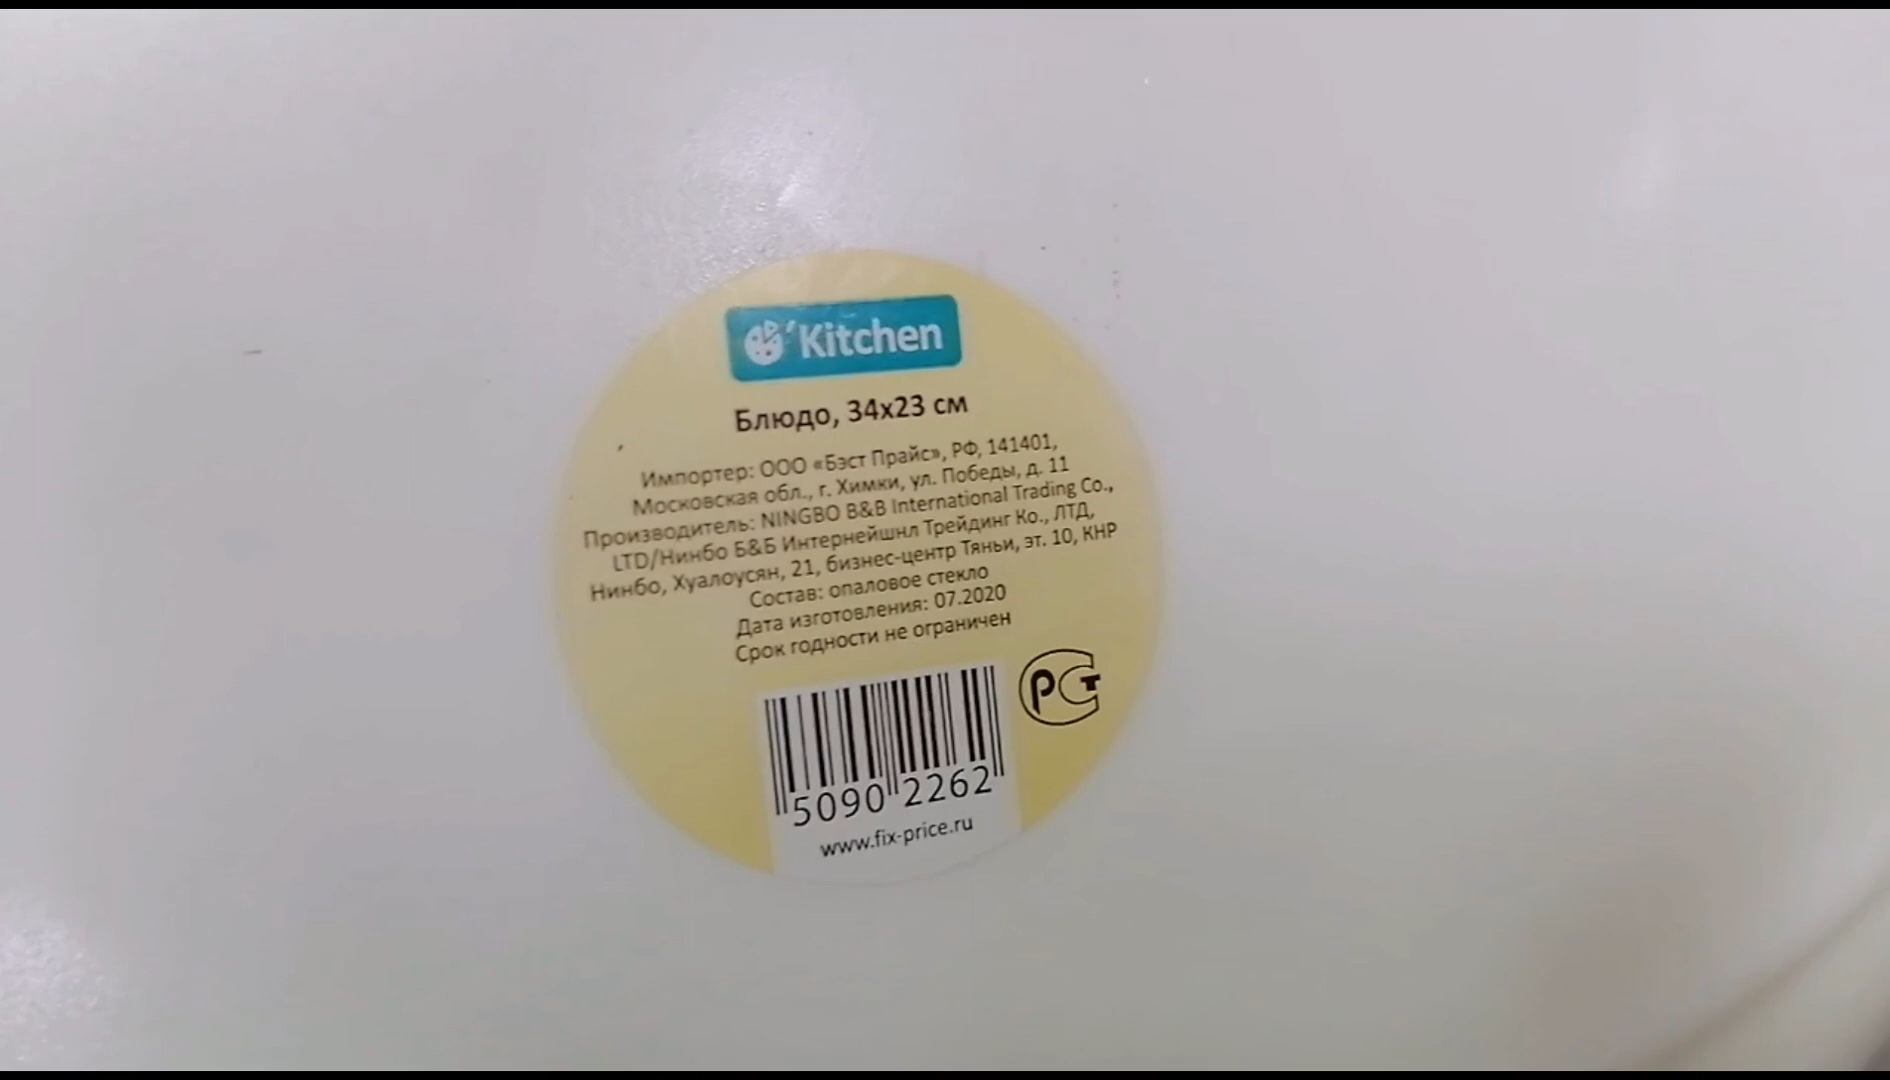 'Kitchen
Блюдо, 34х23 см
Импортер: ООО «Бэст Прайс», РФ, 141401,
Московская обл., г. Химки, ул. Победы, д. 11
Производитель: NINGBO B&B International Trading Co.,
LTD/Нинбо Б&Б Интернейшнл Трейдинг Ко., ЛТД,
Нинбо, Хуалоусян, 21, бизнес-центр Тяньи, эт. 10, КНР
Состав: опаловое стекло
Дата изготовления: 07.2020
Срок годности не ограничен
РСТ
5090 2262
www.fix-price.ru